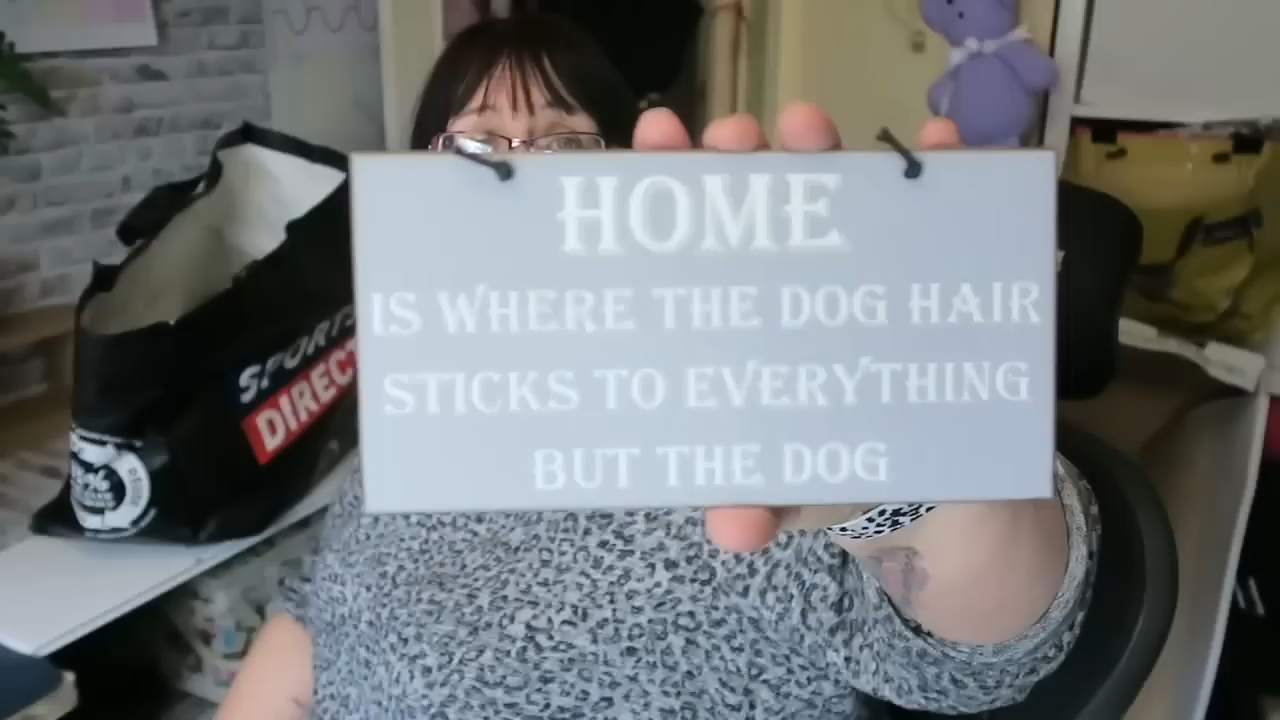 HOME
IS WHERE THE DOG HAIR
STICKS TO EVERYTHING
BUT THE DOG
SPORTS
DIRECT